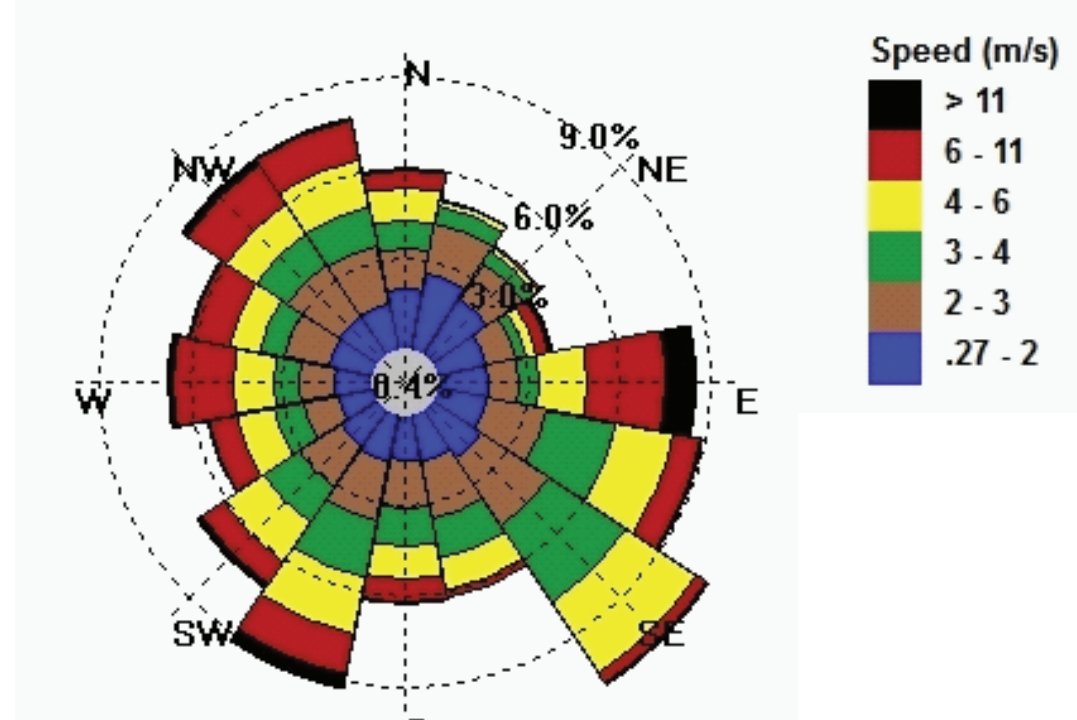 N
Speed (m/s)
> 11
9.0%
6 - 11
NW
NE
4 - 6
6.0%
3 - 4
3.0%
2 - 3
.27 - 2
0.4%
W
E
SW
SE